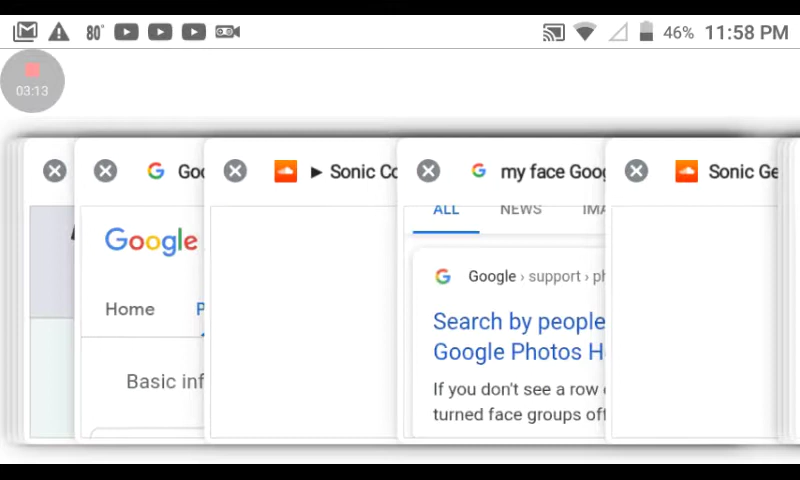 80° 46% 11:58 PM
03:13
Goo
▶ Sonic Co
my face Goog
Sonic Ge
ALL NEWS IMA
Google
Google › support › ph
Home P
Search by people
Google Photos H
Basic inf
If you don't see a row
turned face groups off